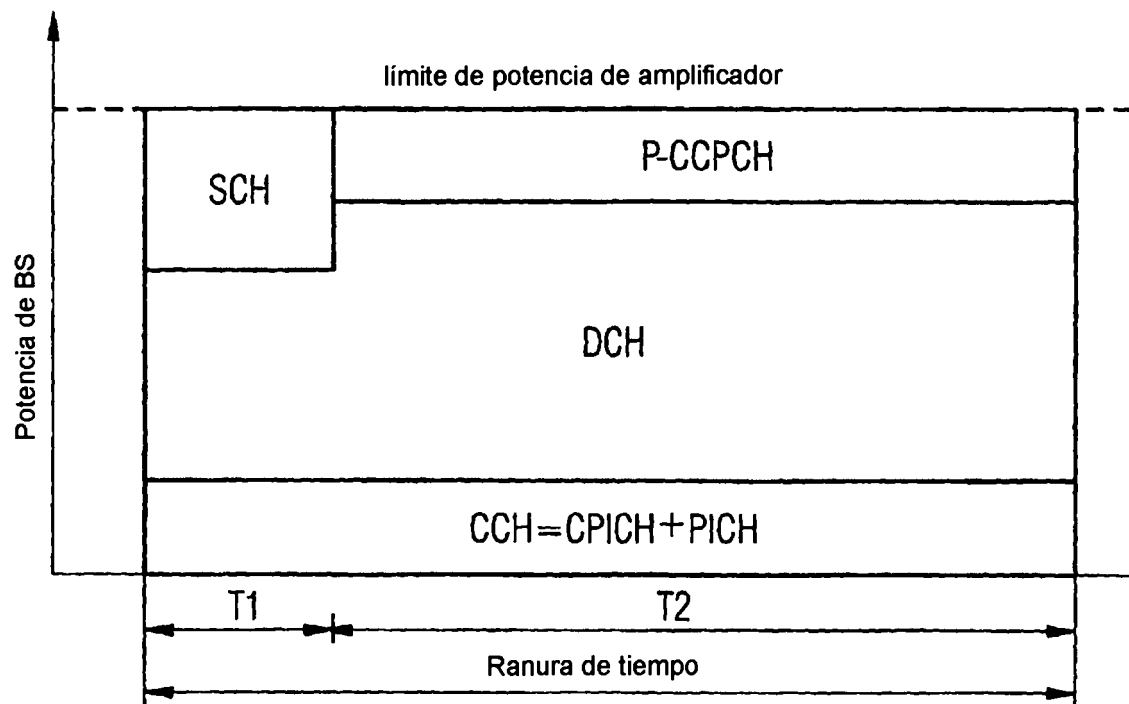 límite de potencia de amplificador
P-CCPCH
SCH
Potencia de BS
DCH
CCH=CPICH+PICH
T1
T2
Ranura de tiempo